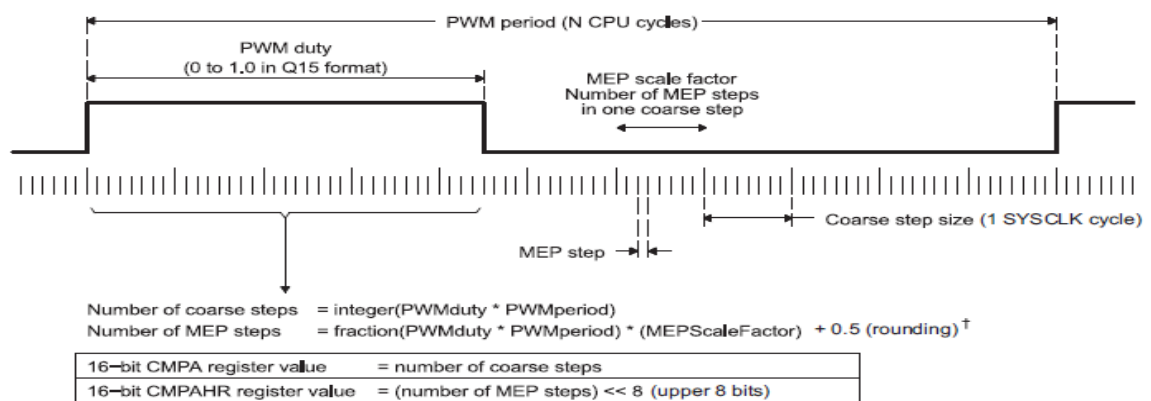 PWM period (N CPU cycles)
PWM duty
(0 to 1.0 in Q15 format)
MEP scale factor
Number of MEP steps
in one coarse step
Coarse step size (1 SYSCLK cycle)
MEP step
Number of coarse steps = integer(PWMduty * PWMperiod)
Number of MEP steps = fraction(PWMduty * PWMperiod) * (MEPScaleFactor) + 0.5 (rounding)†
16−bit CMPA register value = number of coarse steps
16−bit CMPAHR register value = (number of MEP steps) << 8 (upper 8 bits)